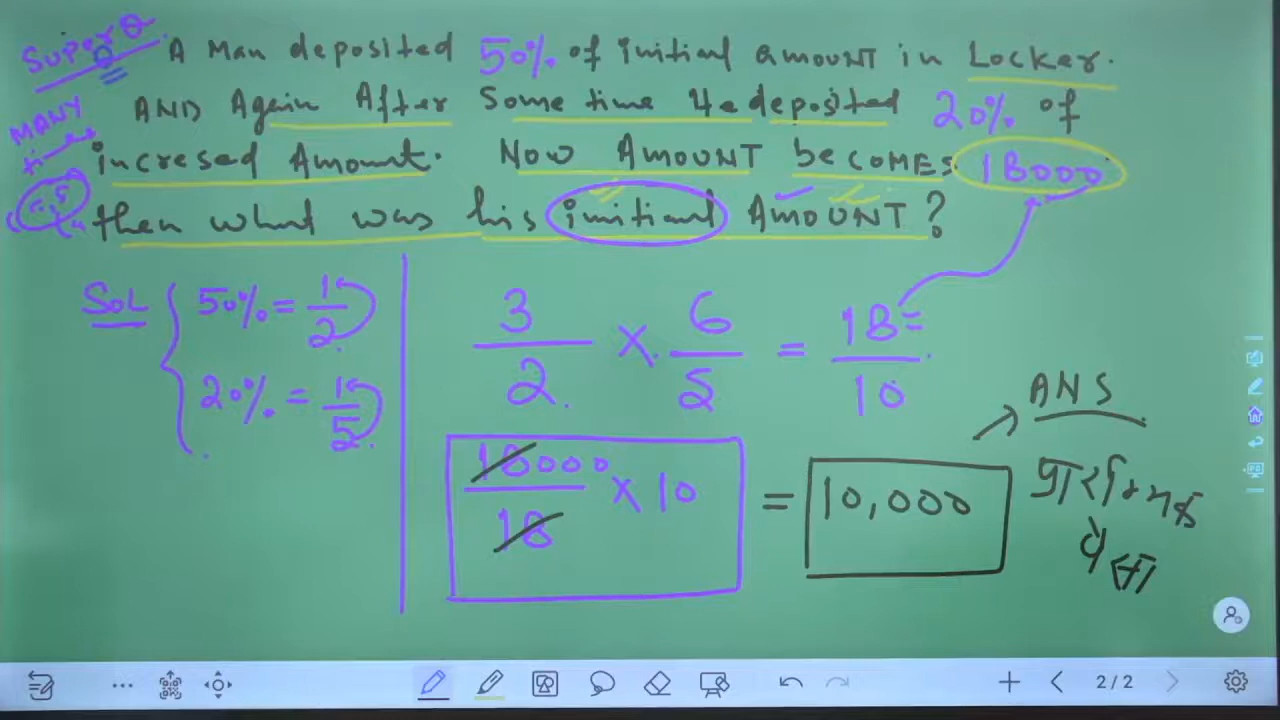 Super Q
A Man deposited 50% of initial amount in Locker.
MANY
AND Again After Some time He deposited 20% of
incresed Amount. Now Amount becomes 18000
then what was his initial Amount?
Sol
50% = 1/2
20% = 1/5
3/2 × 6/5 = 18/10
18000/18 × 10 = 10,000
ANS
2/2